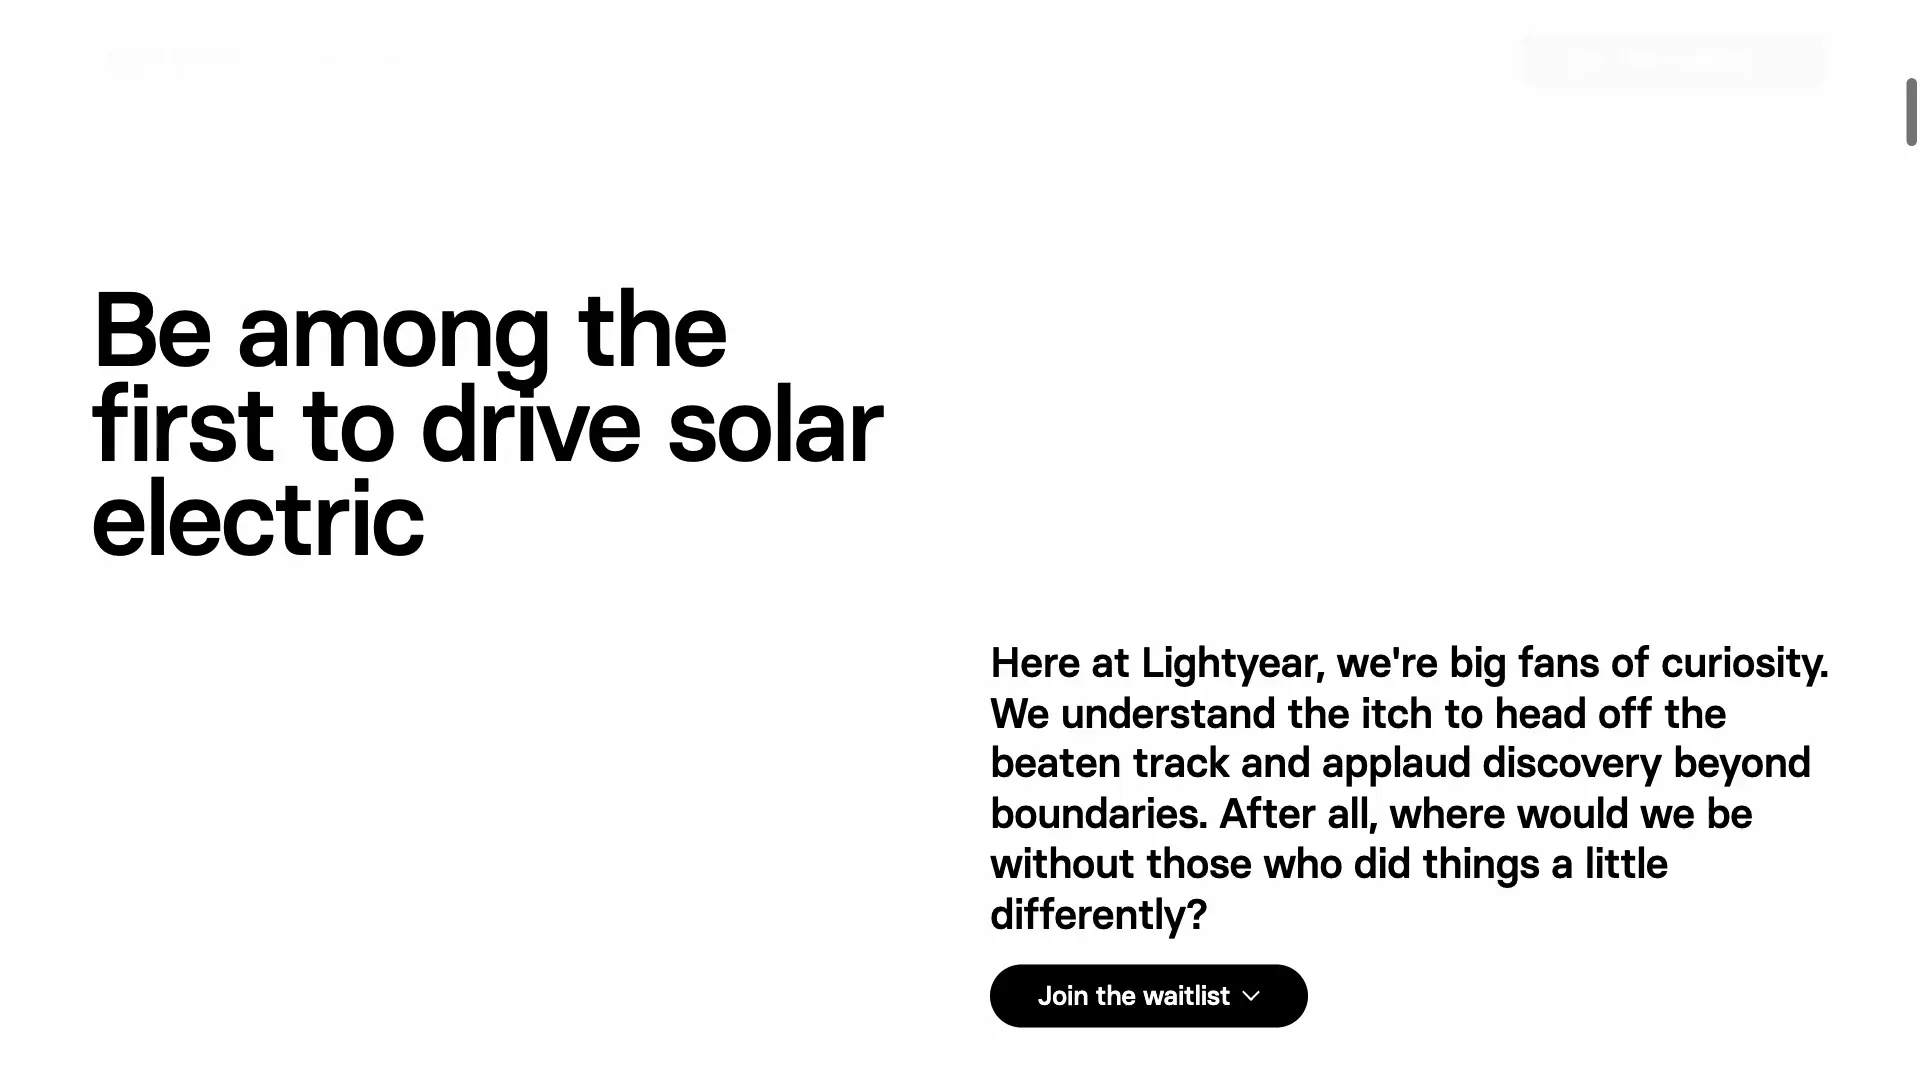 Be among the
first to drive solar
electric
Here at Lightyear, we're big fans of curiosity.
We understand the itch to head off the
beaten track and applaud discovery beyond
boundaries. After all, where would we be
without those who did things a little
differently?
Join the waitlist